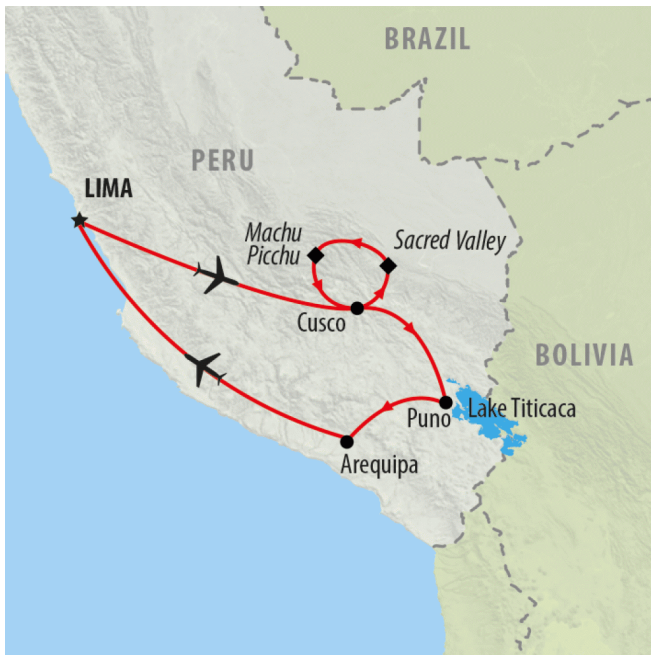 BRAZIL
PERU
LIMA
Machu
Picchu
Sacred Valley
Cusco
BOLIVIA
Puno
Lake Titicaca
Arequipa